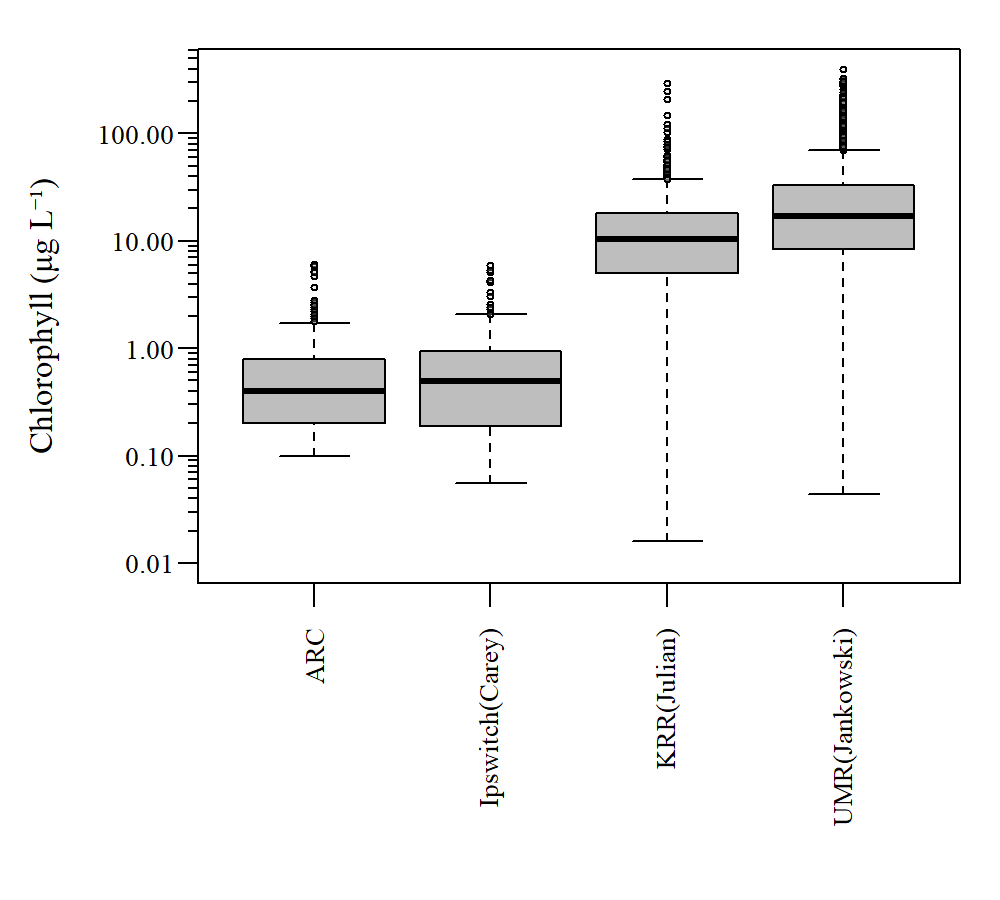 Chlorophyll (µg L⁻¹)
100.00
10.00
1.00
0.10
0.01
ARC
Ipswitch(Carey)
KRR(Julian)
UMR(Jankowski)